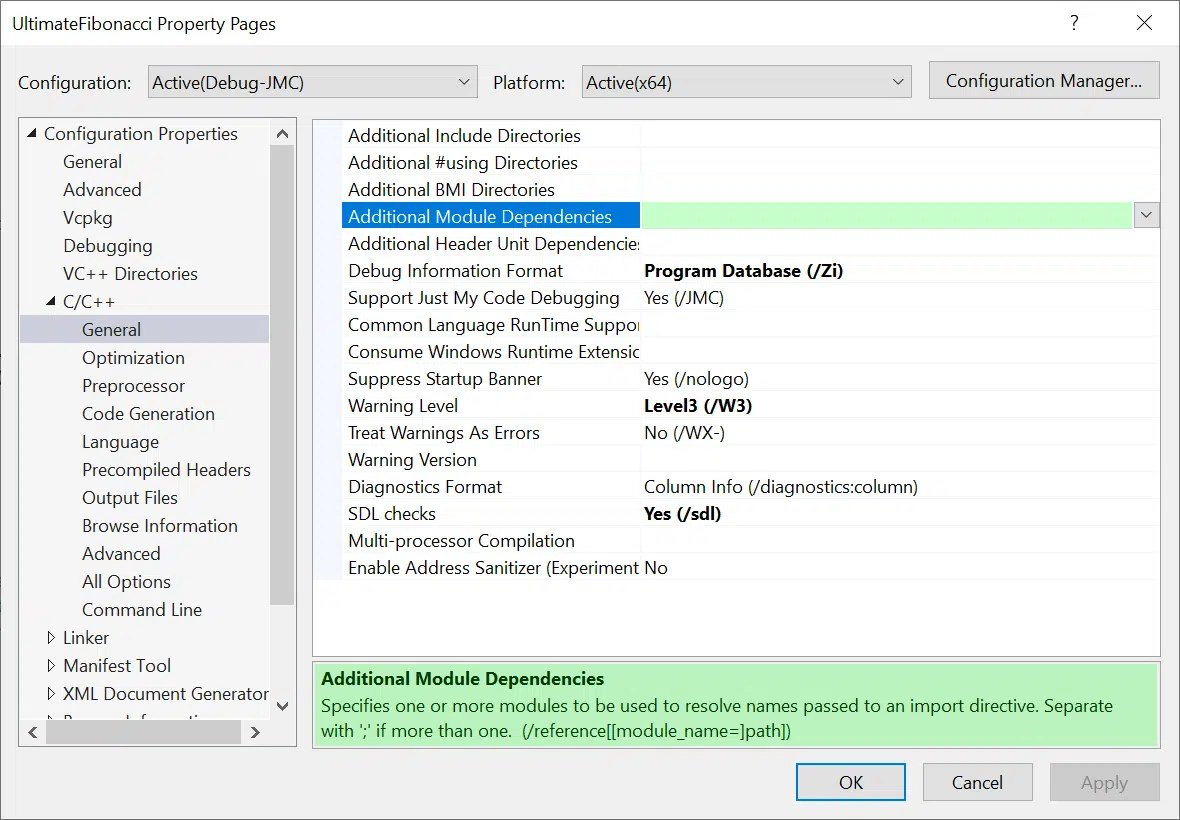 UltimateFibonacci Property Pages
?
Configuration: Active(Debug-JMC) Platform: Active(x64) Configuration Manager...
Configuration Properties
General
Advanced
Vcpkg
Debugging
VC++ Directories
C/C++
General
Optimization
Preprocessor
Code Generation
Language
Precompiled Headers
Output Files
Browse Information
Advanced
All Options
Command Line
Linker
Manifest Tool
XML Document Generator
Additional Include Directories
Additional #using Directories
Additional BMI Directories
Additional Module Dependencies
Additional Header Unit Dependencie
Debug Information Format Program Database (/Zi)
Support Just My Code Debugging Yes (/JMC)
Common Language RunTime Suppo
Consume Windows Runtime Extensic
Suppress Startup Banner Yes (/nologo)
Warning Level Level3 (/W3)
Treat Warnings As Errors No (/WX-)
Warning Version
Diagnostics Format Column Info (/diagnostics:column)
SDL checks Yes (/sdl)
Multi-processor Compilation
Enable Address Sanitizer (Experiment No
Additional Module Dependencies
Specifies one or more modules to be used to resolve names passed to an import directive. Separate
with ';' if more than one. (/reference[[module_name=]path])
OK Cancel Apply